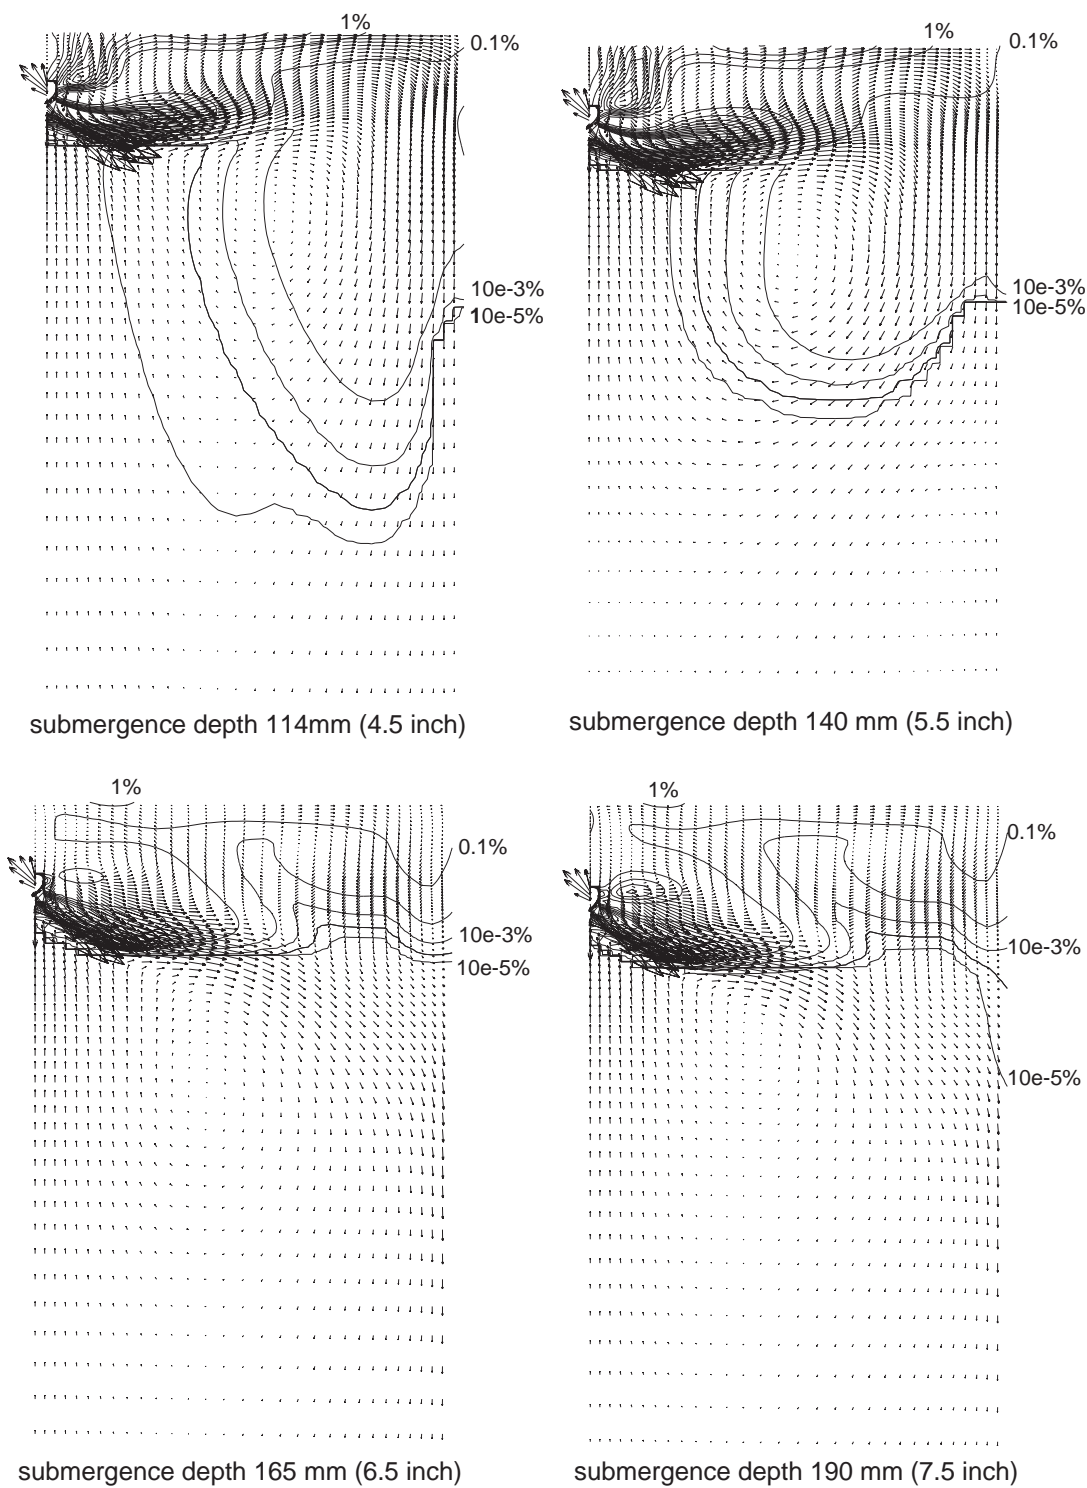 1%
0.1%
10e-3%
10e-5%
submergence depth 114mm (4.5 inch)
1%
0.1%
10e-3%
10e-5%
submergence depth 140 mm (5.5 inch)
1%
0.1%
10e-3%
10e-5%
submergence depth 165 mm (6.5 inch)
1%
0.1%
10e-3%
10e-5%
submergence depth 190 mm (7.5 inch)